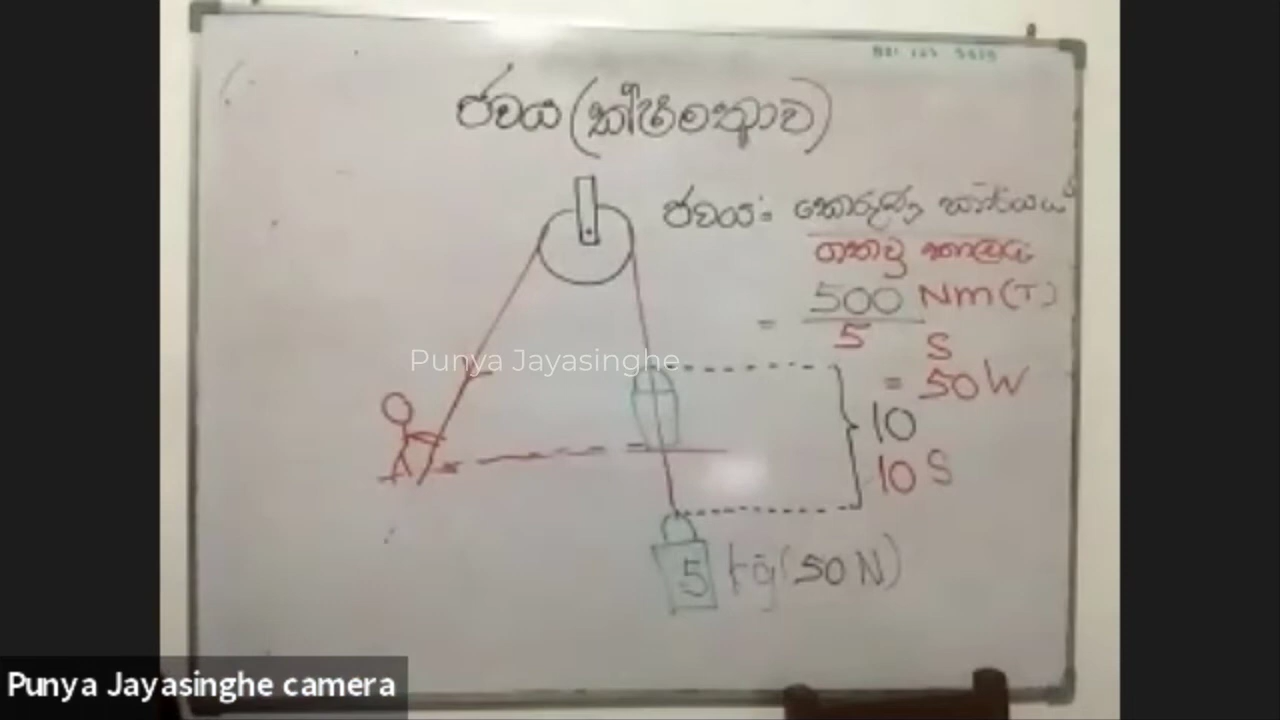 ජවය (ක්ෂමතාව)
ජවය = කෙරුණු කාර්යය
ගතවු කාලය
= 500 Nm (J)
5 S
= 50 W
10
10 S
5 kg (50 N)
Punya Jayasinghe
Punya Jayasinghe camera